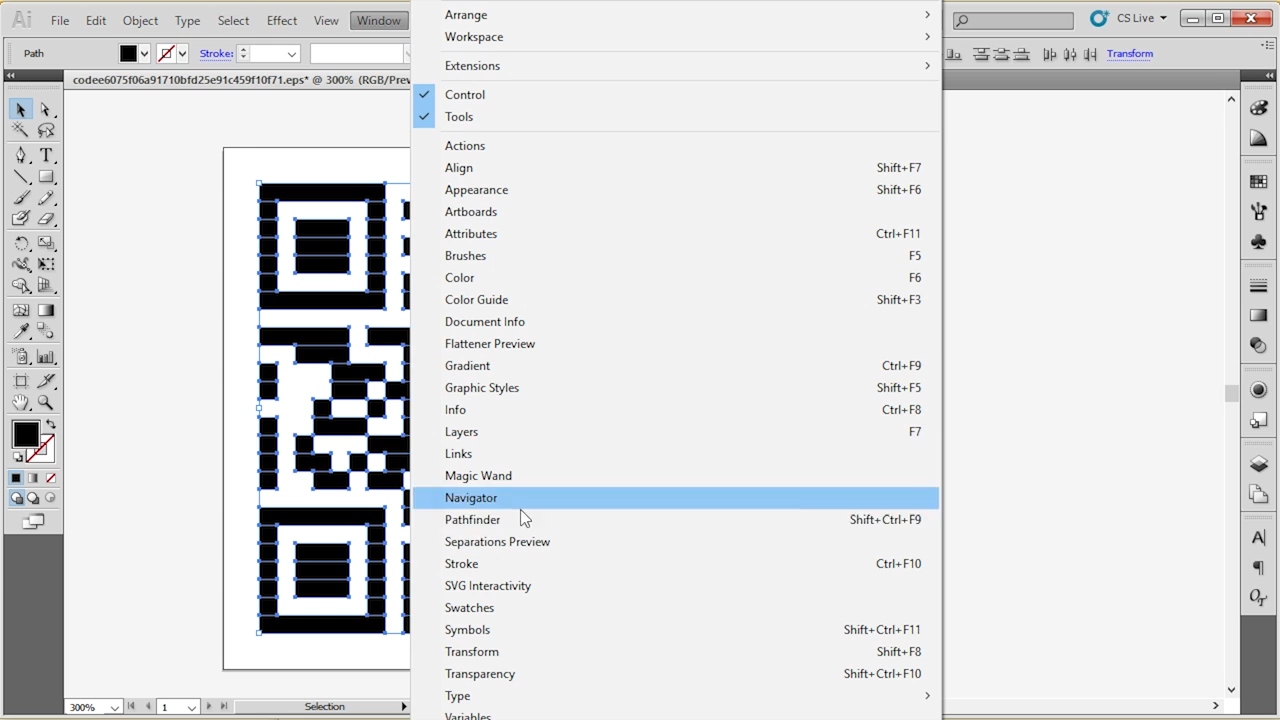 Ai File Edit Object Type Select Effect View Window CS Live
Path Stroke: Transform
codee6075f06a91710bfd25e91c459f10f71.eps* @ 300% (RGB/Prev
Arrange
Workspace
Extensions
Control
Tools
Actions
Align Shift+F7
Appearance Shift+F6
Artboards
Attributes Ctrl+F11
Brushes F5
Color F6
Color Guide Shift+F3
Document Info
Flattener Preview
Gradient Ctrl+F9
Graphic Styles Shift+F5
Info Ctrl+F8
Layers F7
Links
Magic Wand
Navigator
Pathfinder Shift+Ctrl+F9
Separations Preview
Stroke Ctrl+F10
SVG Interactivity
Swatches
Symbols Shift+Ctrl+F11
Transform Shift+F8
Transparency Shift+Ctrl+F10
Type
Variables
300% 1 Selection